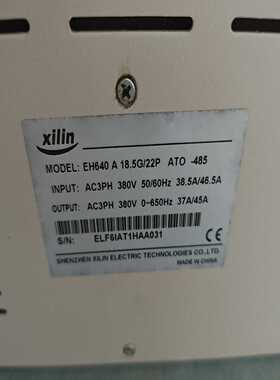 xilin
MODEL: EH640 A 18.5G/22P ATO -485
INPUT: AC3PH 380V 50/60Hz 38.5A/46.5A
OUTPUT: AC3PH 380V 0~650Hz 37A/45A
S/N: ELF6IAT1HAA031
SHENZHEN XILIN ELECTRIC TECHNOLOGIES CO.,LTD
MADE IN CHINA